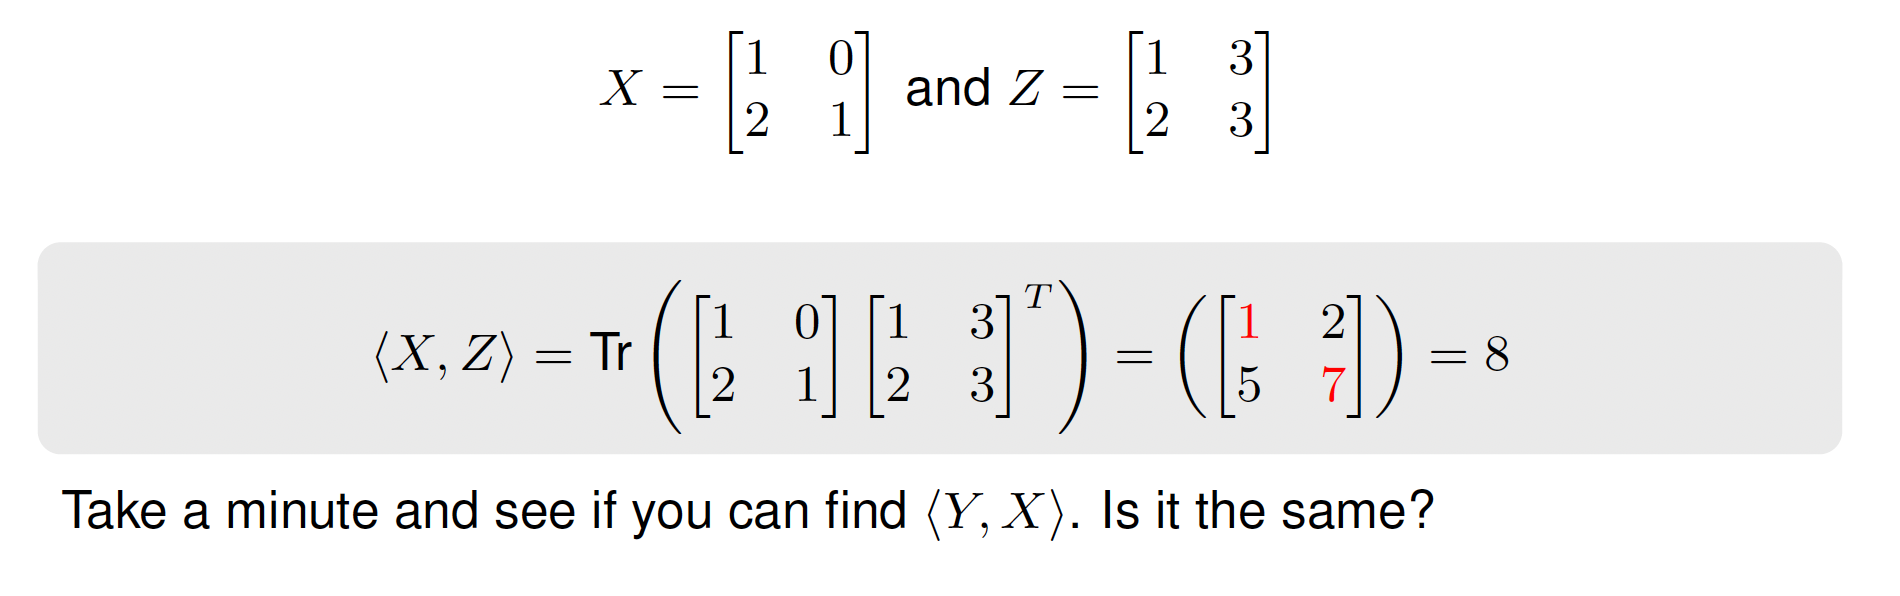 X = [1 0; 2 1] and Z = [1 3; 2 3]
⟨X, Z⟩ = Tr ([1 0; 2 1] [1 3; 2 3]^T) = ([1 2; 5 7]) = 8
Take a minute and see if you can find ⟨Y, X⟩. Is it the same?